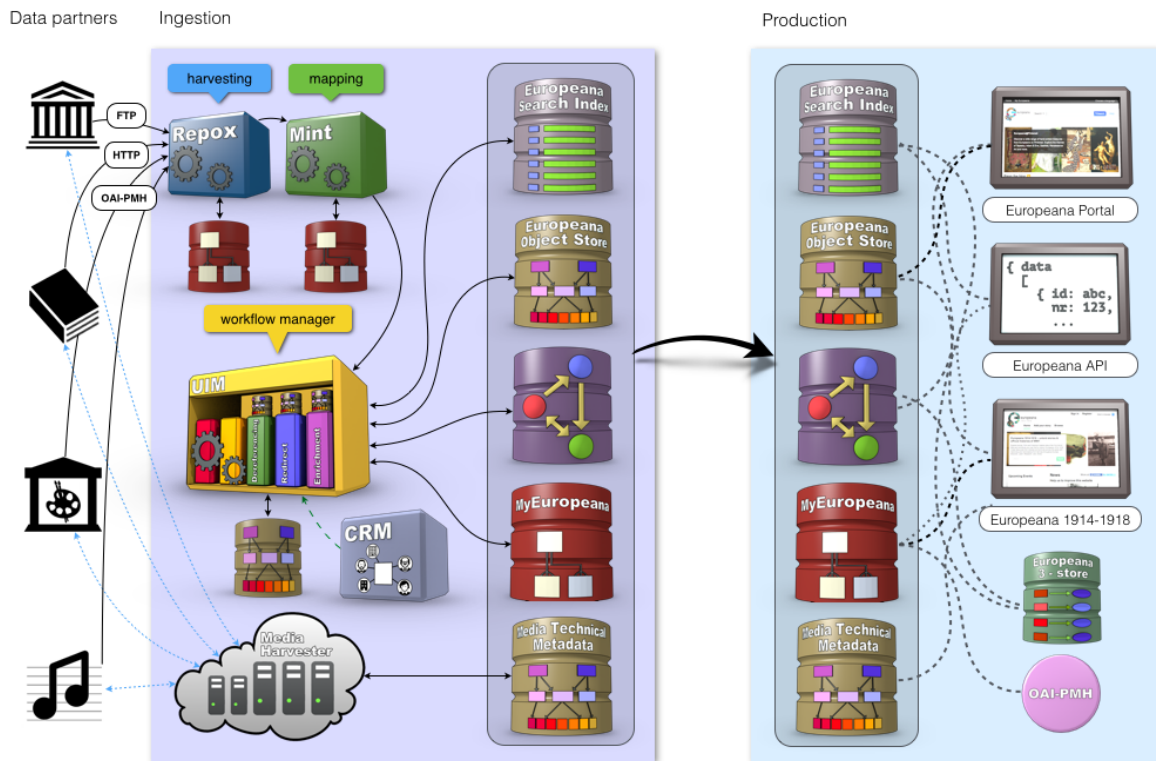 Data partners
Ingestion
Production
harvesting
mapping
FTP
HTTP
OAI-PMH
Repox
Mint
Europeana
Search Index
Europeana
Object Store
workflow manager
UIM
Dereferencing
Redirect
Enrichment
CRM
MyEuropeana
Media
Harvester
Media Technical
Metadata
Europeana
Search Index
Europeana
Object Store
MyEuropeana
Media Technical
Metadata
Europeana Portal
{ data
[
{ id: abc,
nr: 123,
...
Europeana API
Europeana 1914-1918
Europeana
3 - store
OAI-PMH